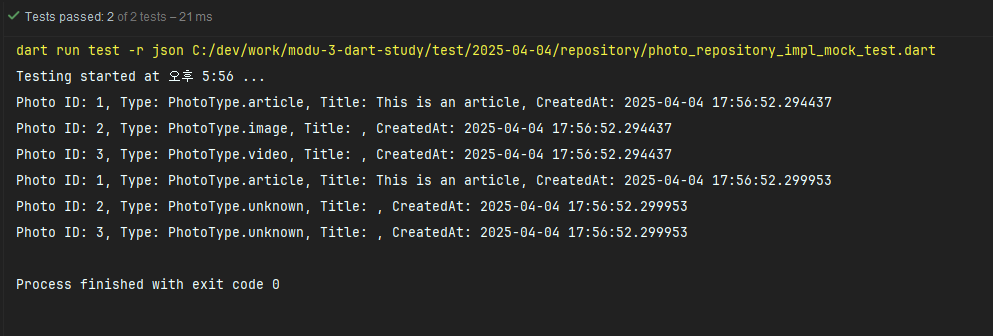 Tests passed: 2 of 2 tests – 21 ms
dart run test -r json C:/dev/work/modu-3-dart-study/test/2025-04-04/repository/photo_repository_impl_mock_test.dart
Testing started at 오후 5:56 ...
Photo ID: 1, Type: PhotoType.article, Title: This is an article, CreatedAt: 2025-04-04 17:56:52.294437
Photo ID: 2, Type: PhotoType.image, Title: , CreatedAt: 2025-04-04 17:56:52.294437
Photo ID: 3, Type: PhotoType.video, Title: , CreatedAt: 2025-04-04 17:56:52.294437
Photo ID: 1, Type: PhotoType.article, Title: This is an article, CreatedAt: 2025-04-04 17:56:52.299953
Photo ID: 2, Type: PhotoType.unknown, Title: , CreatedAt: 2025-04-04 17:56:52.299953
Photo ID: 3, Type: PhotoType.unknown, Title: , CreatedAt: 2025-04-04 17:56:52.299953
Process finished with exit code 0